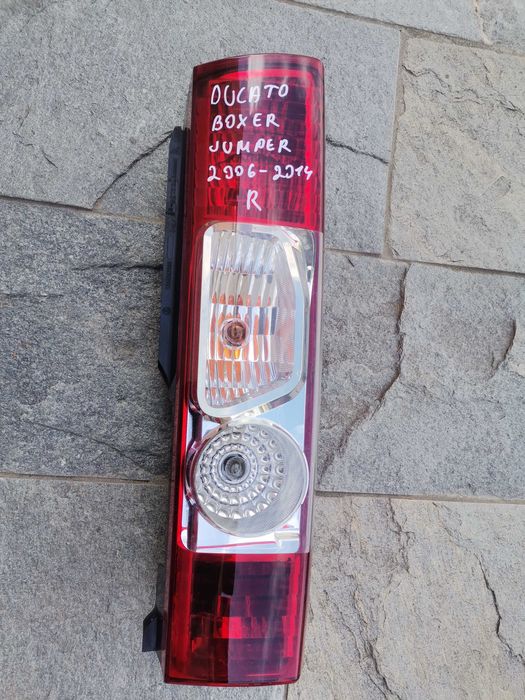 DUCATO
BOXER
JUMPER
2006-2014
R